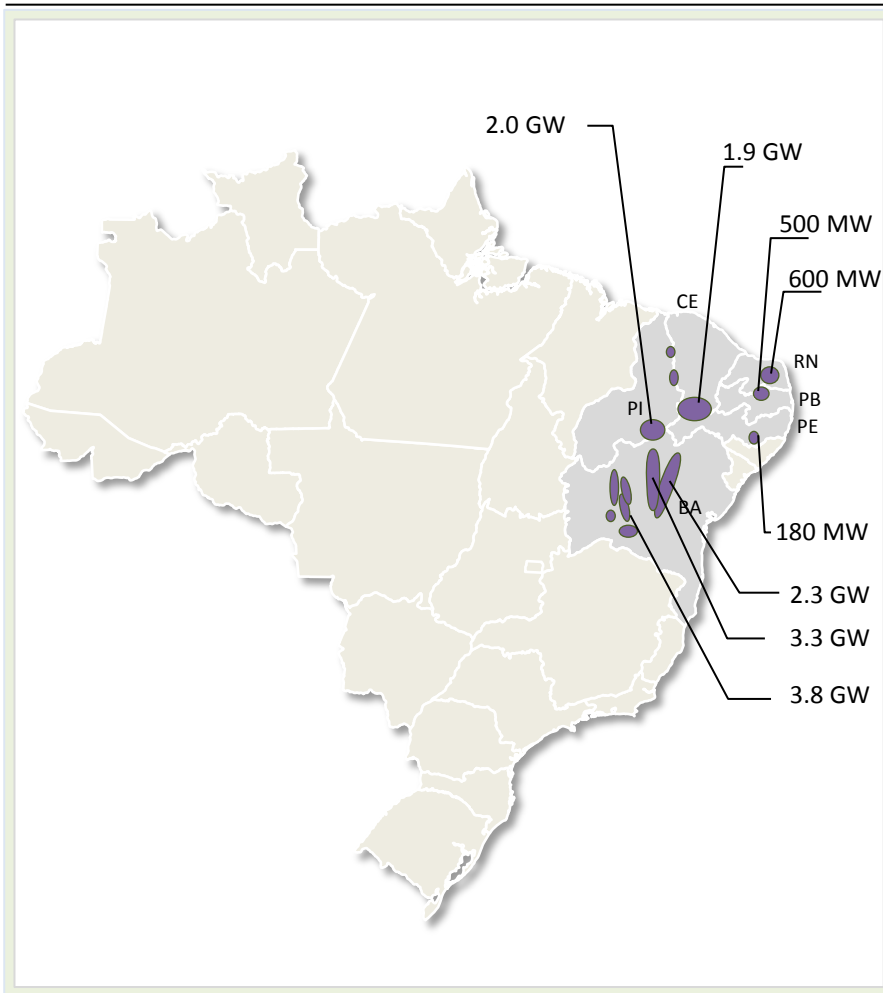 2.0 GW
1.9 GW
500 MW
600 MW
CE
RN
PB
PI
PE
BA
180 MW
2.3 GW
3.3 GW
3.8 GW